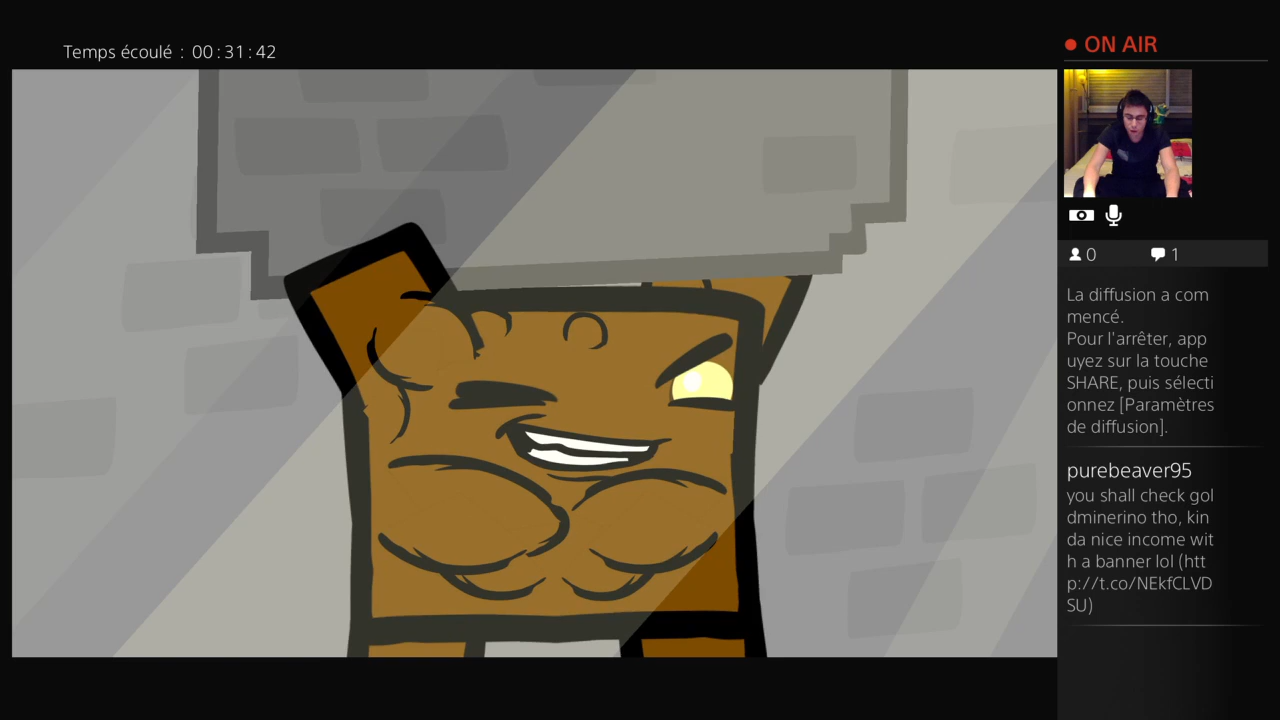 Temps écoulé : 00:31:42
ON AIR
0
1
La diffusion a com
mencé.
Pour l'arrêter, app
uyez sur la touche
SHARE, puis sélecti
onnez [Paramètres
de diffusion].
purebeaver95
you shall check gol
dminerino tho, kin
da nice income wit
h a banner lol (htt
p://t.co/NEkfCLVD
SU)